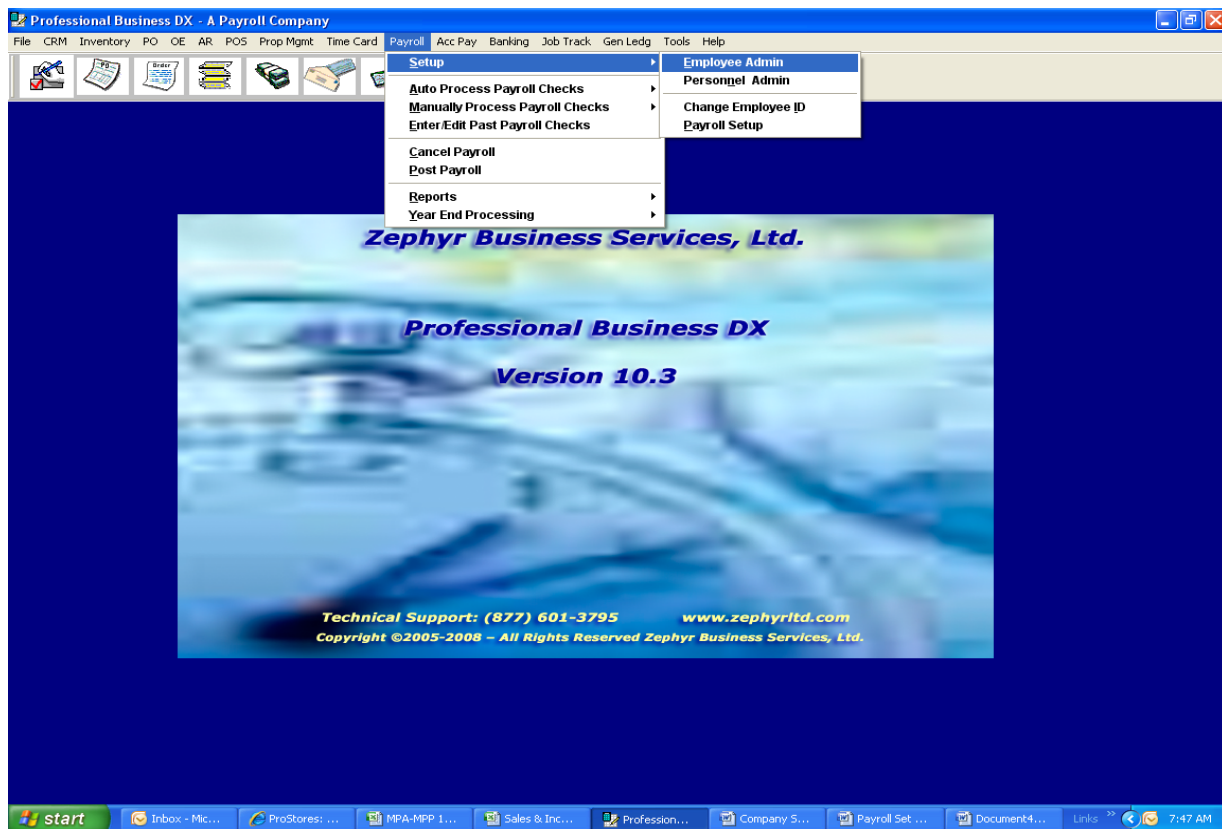 Professional Business DX - A Payroll Company
File CRM Inventory PO OE AR POS Prop Mgmt Time Card Payroll Acc Pay Banking Job Track Gen Ledg Tools Help
Setup
Auto Process Payroll Checks
Manually Process Payroll Checks
Enter/Edit Past Payroll Checks
Cancel Payroll
Post Payroll
Reports
Year End Processing
Employee Admin
Personnel Admin
Change Employee ID
Payroll Setup
Zephyr Business Services, Ltd.
Professional Business DX
Version 10.3
Technical Support: (877) 601-3795 www.zephyrltd.com
Copyright ©2005-2008 – All Rights Reserved Zephyr Business Services, Ltd.
start Inbox - Mic... ProStores: ... MPA-MPP 1... Sales & Inc... Profession... Company S... Payroll Set ... Document4... Links » 7:47 AM